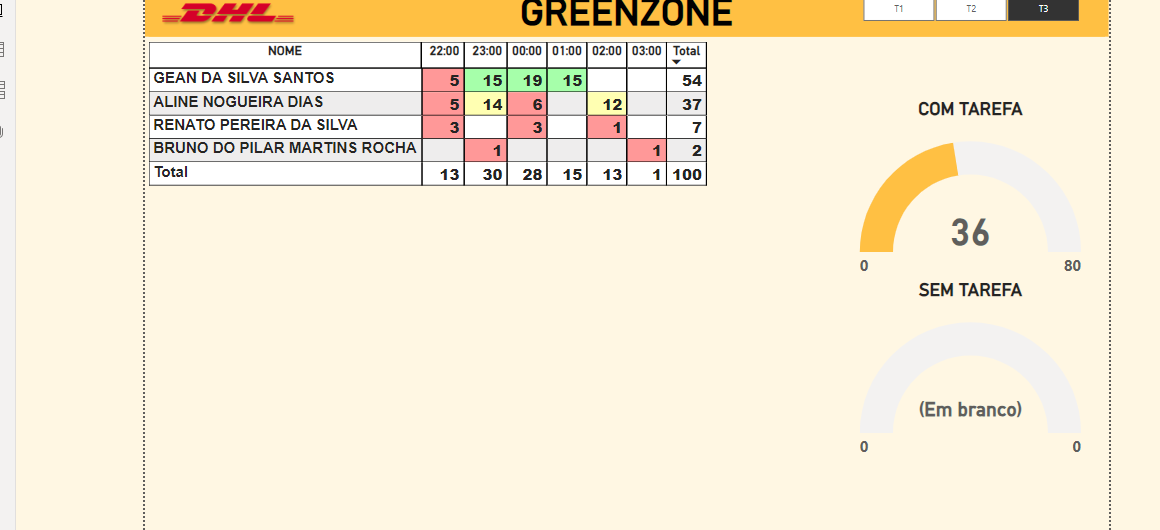 DHL GREENZONE T1 T2 T3
NOME 22:00 23:00 00:00 01:00 02:00 03:00 Total
GEAN DA SILVA SANTOS 5 15 19 15 54
ALINE NOGUEIRA DIAS 5 14 6 12 37
RENATO PEREIRA DA SILVA 3 3 1 7
BRUNO DO PILAR MARTINS ROCHA 1 1 2
Total 13 30 28 15 13 1 100
COM TAREFA
36
0 80
SEM TAREFA
(Em branco)
0 0